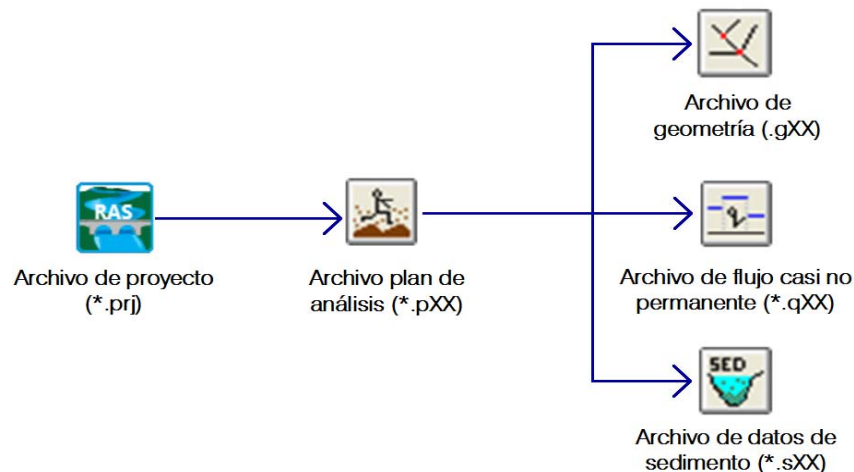 Archivo de
geometría (.gXX)
RAS
Archivo de proyecto
(*.prj)
Archivo plan de
análisis (*.pXX)
q
Archivo de flujo casi no
permanente (*.qXX)
SED
Archivo de datos de
sedimento (*.sXX)